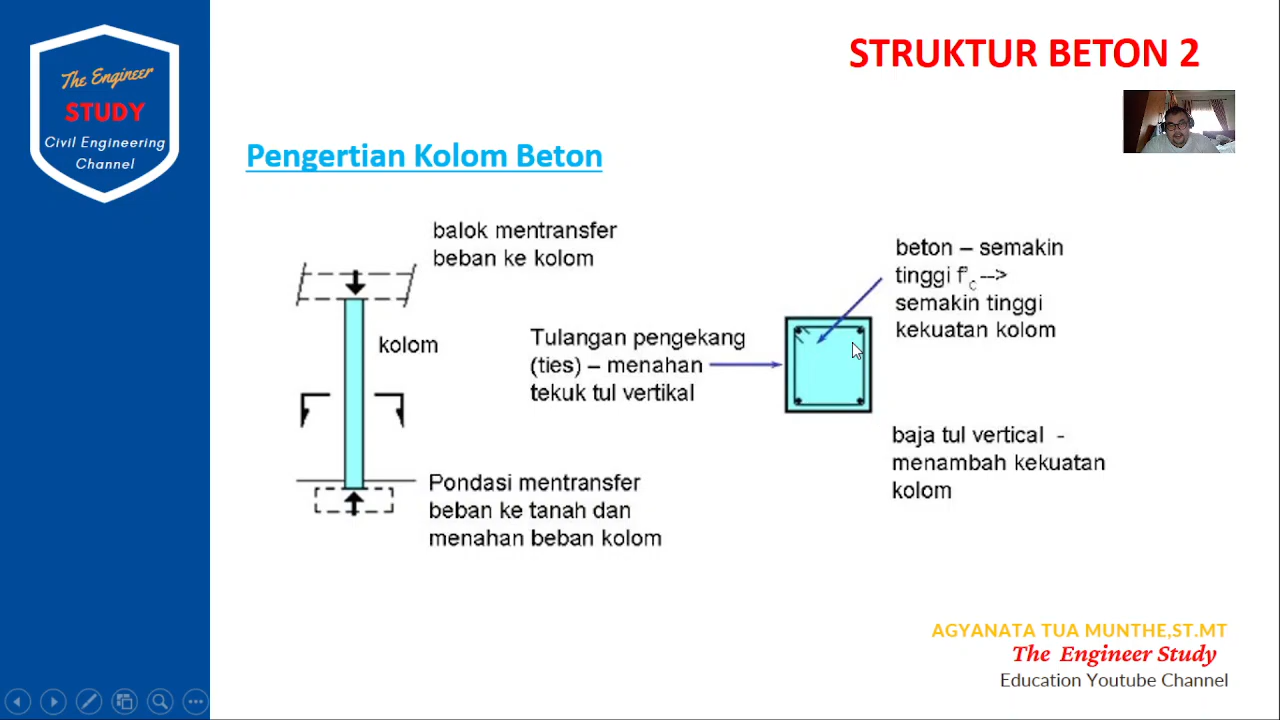 The Engineer
STUDY
Civil Engineering
Channel
STRUKTUR BETON 2
Pengertian Kolom Beton
balok mentransfer
beban ke kolom
kolom
Pondasi mentransfer
beban ke tanah dan
menahan beban kolom
Tulangan pengekang
(ties) – menahan
tekuk tul vertikal
beton – semakin
tinggi f'c -->
semakin tinggi
kekuatan kolom
baja tul vertical -
menambah kekuatan
kolom
AGYANATA TUA MUNTHE,ST.MT
The Engineer Study
Education Youtube Channel